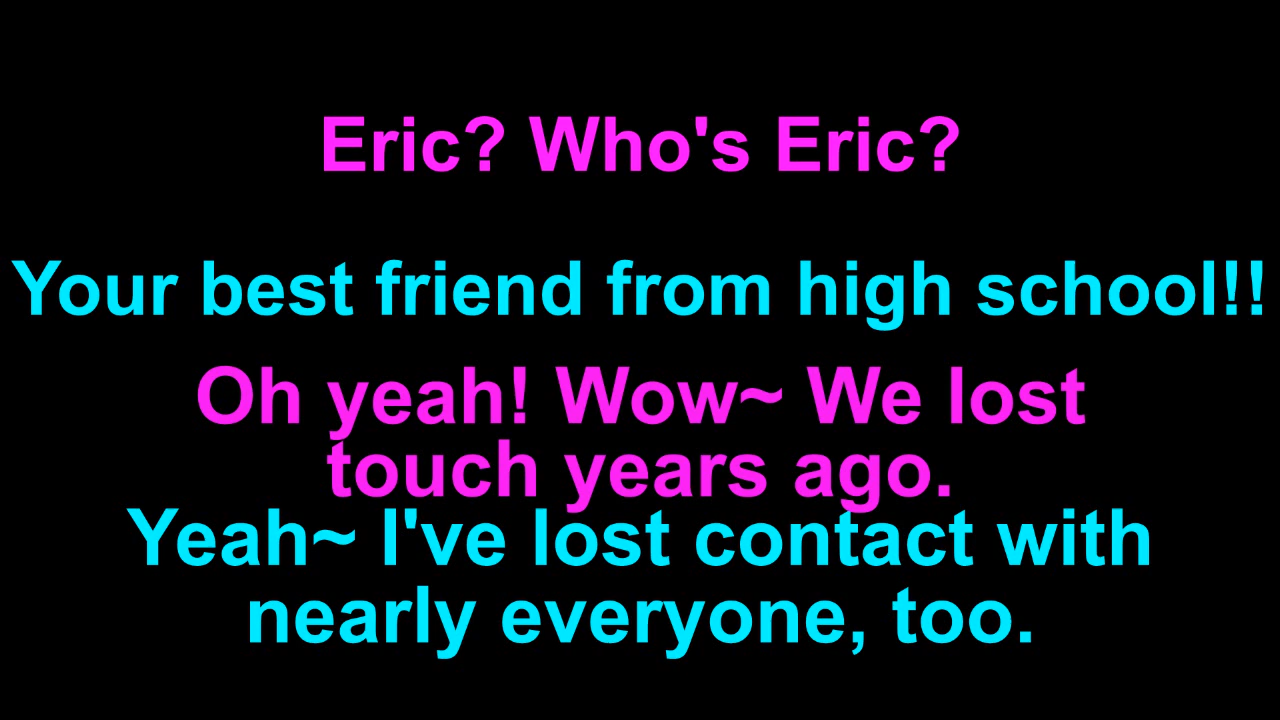 Eric? Who's Eric?
Your best friend from high school!!
Oh yeah! Wow~ We lost
touch years ago.
Yeah~ I've lost contact with
nearly everyone, too.